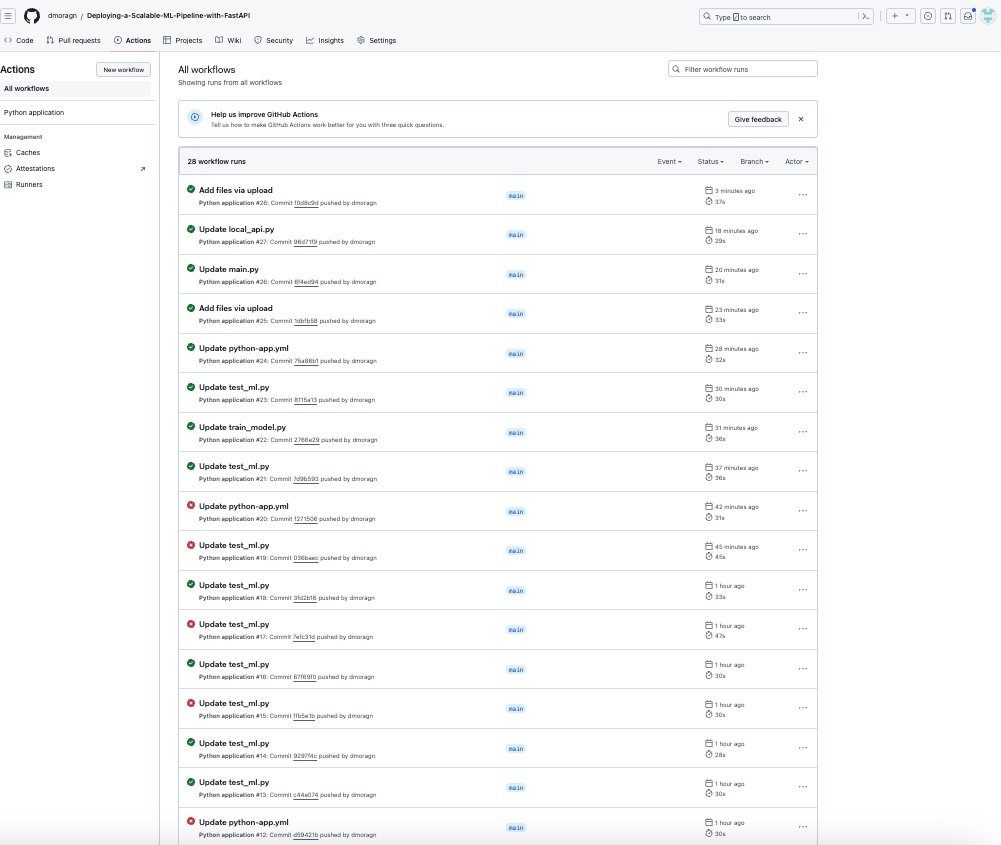 dmoragn / Deploying-a-Scalable-ML-Pipeline-with-FastAPI
Type / to search
Code
Pull requests
Actions
Projects
Wiki
Security
Insights
Settings
Actions
New workflow
All workflows
Python application
Management
Caches
Attestations
Runners
All workflows
Showing runs from all workflows
Filter workflow runs
Help us improve GitHub Actions
Tell us how to make GitHub Actions work better for you with three quick questions.
Give feedback
28 workflow runs
Event
Status
Branch
Actor
Add files via upload
Python application #28: Commit f0d8c9d pushed by dmoragn
main
3 minutes ago
37s
Update local_api.py
Python application #27: Commit 96d71f9 pushed by dmoragn
main
18 minutes ago
29s
Update main.py
Python application #26: Commit 6f4ed94 pushed by dmoragn
main
20 minutes ago
31s
Add files via upload
Python application #25: Commit 1dbfb58 pushed by dmoragn
main
23 minutes ago
33s
Update python-app.yml
Python application #24: Commit 75a86b1 pushed by dmoragn
main
28 minutes ago
32s
Update test_ml.py
Python application #23: Commit 8115a13 pushed by dmoragn
main
30 minutes ago
30s
Update train_model.py
Python application #22: Commit 2766e29 pushed by dmoragn
main
31 minutes ago
36s
Update test_ml.py
Python application #21: Commit 7d9b593 pushed by dmoragn
main
37 minutes ago
36s
Update python-app.yml
Python application #20: Commit f271506 pushed by dmoragn
main
42 minutes ago
31s
Update test_ml.py
Python application #19: Commit 036baec pushed by dmoragn
main
45 minutes ago
45s
Update test_ml.py
Python application #18: Commit 3fd2b16 pushed by dmoragn
main
1 hour ago
33s
Update test_ml.py
Python application #17: Commit 7efc31d pushed by dmoragn
main
1 hour ago
47s
Update test_ml.py
Python application #16: Commit 67f69f0 pushed by dmoragn
main
1 hour ago
30s
Update test_ml.py
Python application #15: Commit ffb5e1b pushed by dmoragn
main
1 hour ago
30s
Update test_ml.py
Python application #14: Commit 9297f4c pushed by dmoragn
main
1 hour ago
28s
Update test_ml.py
Python application #13: Commit c44e074 pushed by dmoragn
main
1 hour ago
30s
Update python-app.yml
Python application #12: Commit d59421b pushed by dmoragn
main
1 hour ago
30s